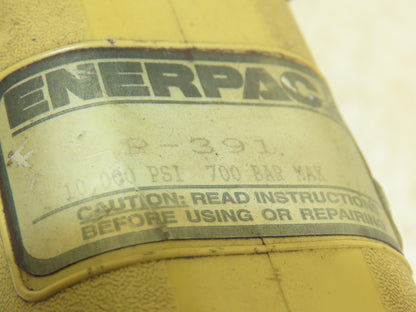 ENERPAC
P-391
10,000 PSI 700 BAR MAX
CAUTION: READ INSTRUCTIONS
BEFORE USING OR REPAIRING